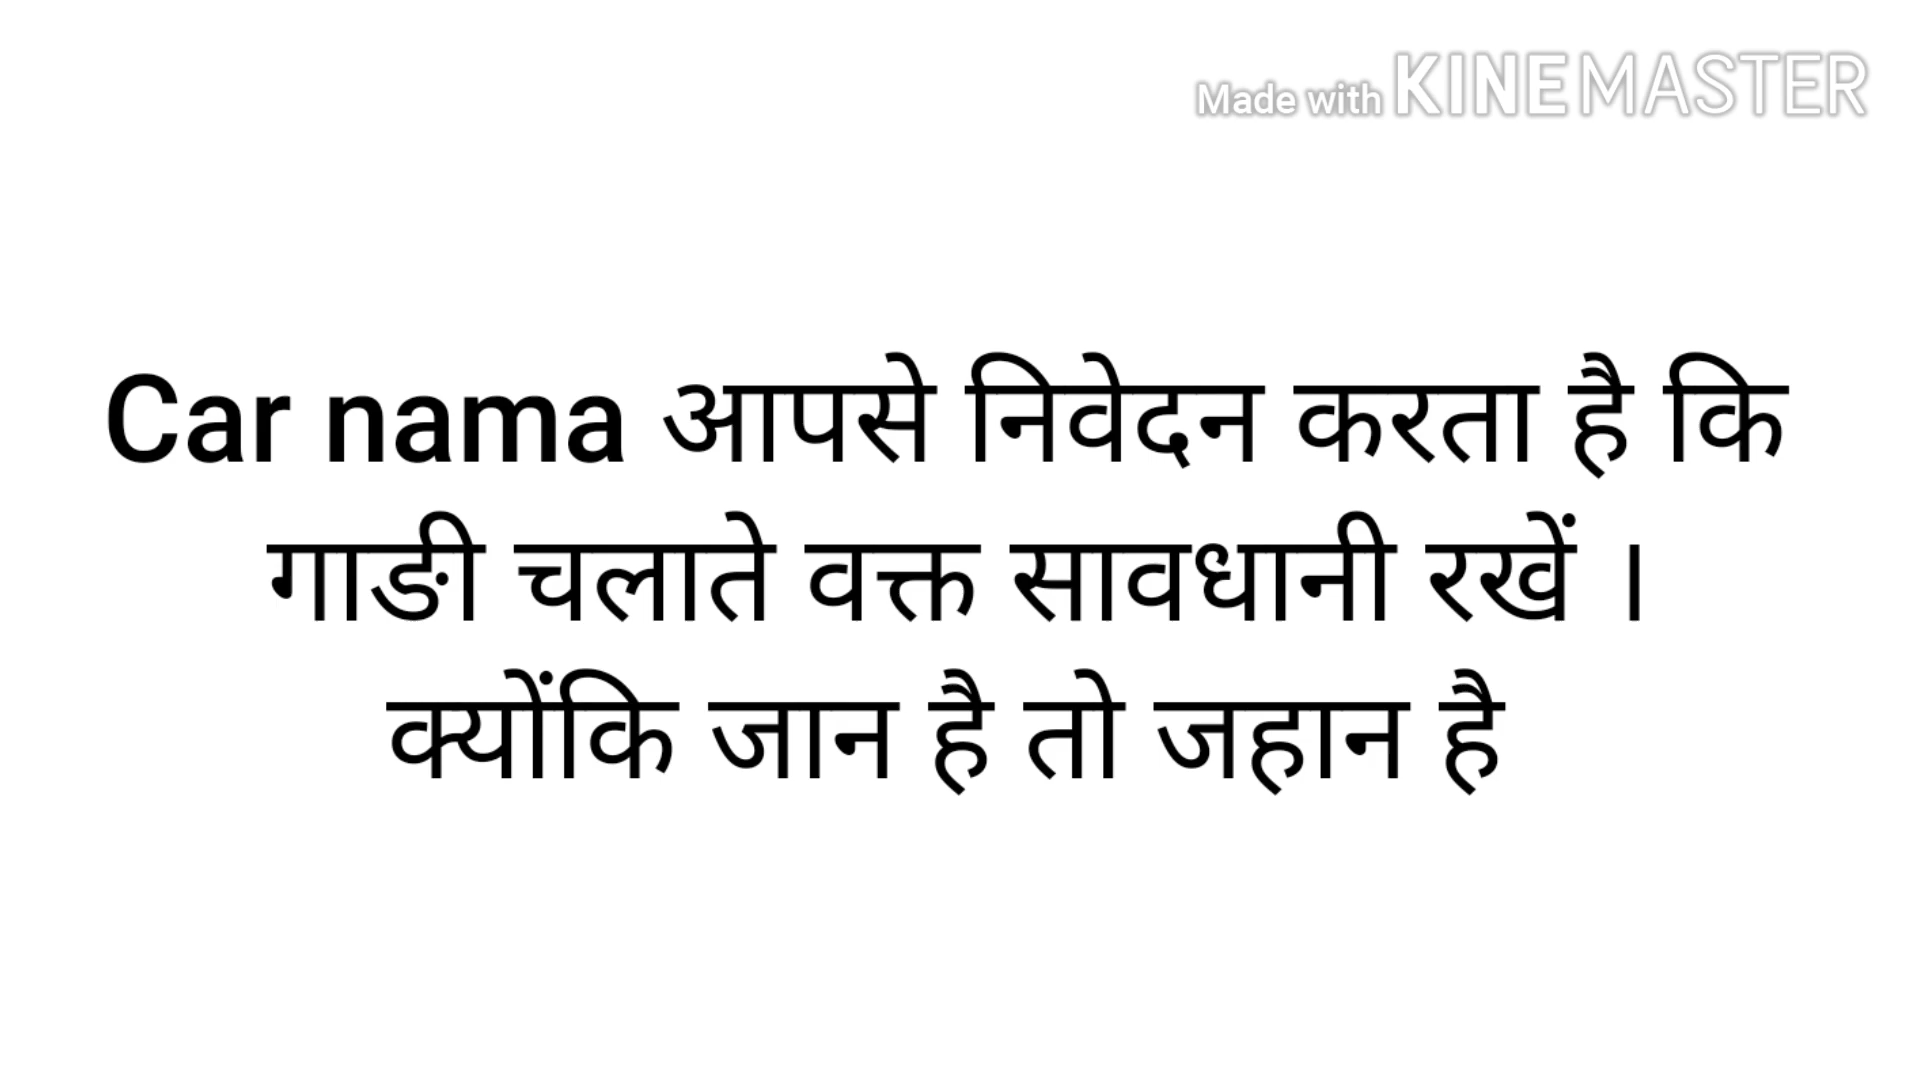 Made with KINEMASTER
Car nama आपसे निवेदन करता है कि
गाङी चलाते वक्त सावधानी रखें ।
क्योंकि जान है तो जहान है